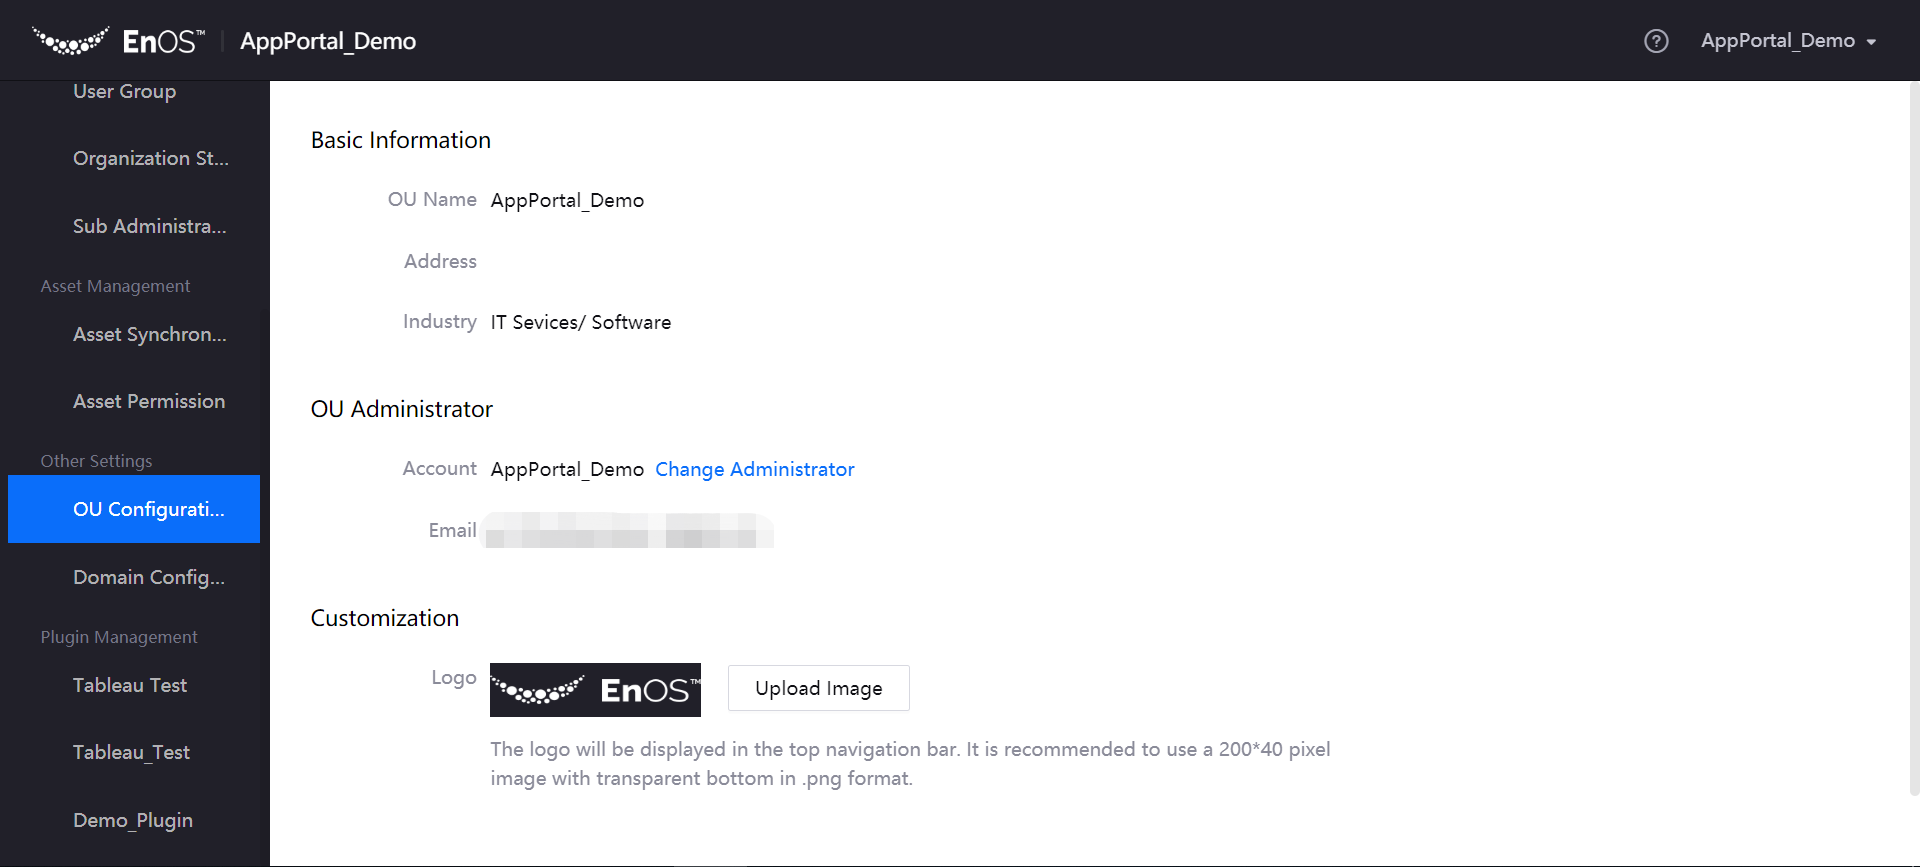 EnOS™ AppPortal_Demo
? AppPortal_Demo
User Group
Organization St...
Sub Administra...
Asset Management
Asset Synchron...
Asset Permission
Other Settings
OU Configurati...
Domain Config...
Plugin Management
Tableau Test
Tableau_Test
Demo_Plugin
Basic Information
OU Name AppPortal_Demo
Address
Industry IT Sevices/ Software
OU Administrator
Account AppPortal_Demo Change Administrator
Email
Customization
Logo EnOS™ Upload Image
The logo will be displayed in the top navigation bar. It is recommended to use a 200*40 pixel
image with transparent bottom in .png format.